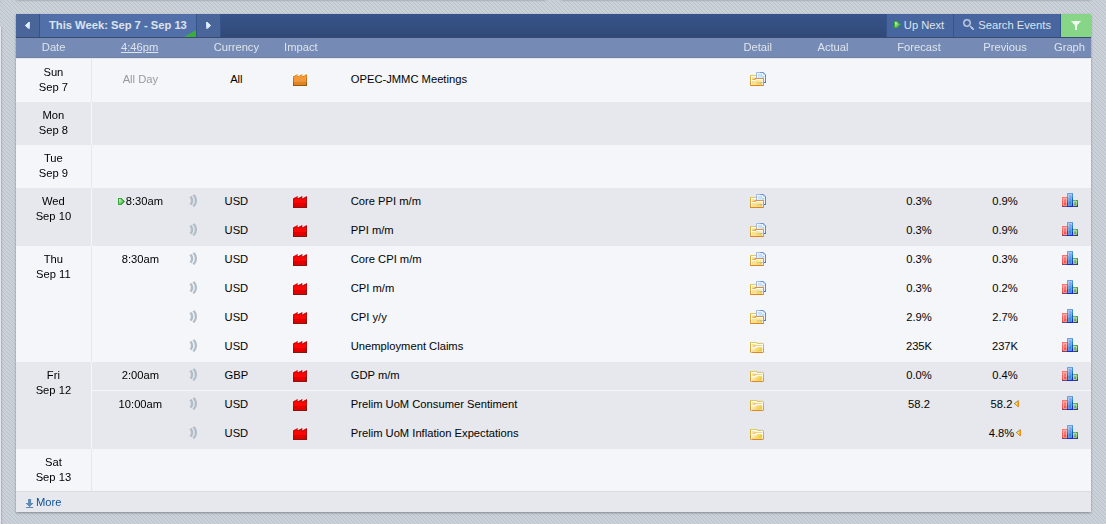 This Week: Sep 7 - Sep 13 Up Next Search Events
Date 4:46pm Currency Impact Detail Actual Forecast Previous Graph
Sun
Sep 7 All Day All OPEC-JMMC Meetings
Mon
Sep 8
Tue
Sep 9
Wed
Sep 10 8:30am USD Core PPI m/m 0.3% 0.9%
USD PPI m/m 0.3% 0.9%
Thu
Sep 11 8:30am USD Core CPI m/m 0.3% 0.3%
USD CPI m/m 0.3% 0.2%
USD CPI y/y 2.9% 2.7%
USD Unemployment Claims 235K 237K
Fri
Sep 12 2:00am GBP GDP m/m 0.0% 0.4%
10:00am USD Prelim UoM Consumer Sentiment 58.2 58.2
USD Prelim UoM Inflation Expectations 4.8%
Sat
Sep 13
More